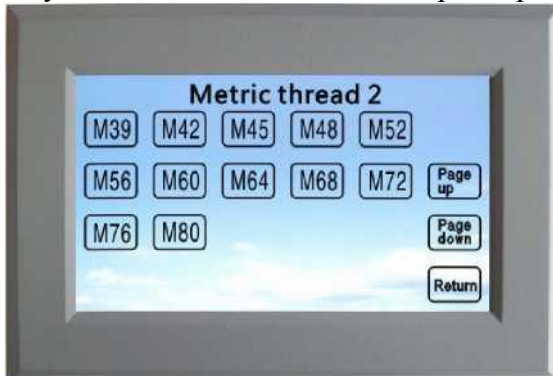 Metric thread 2
M39 M42 M45 M48 M52
M56 M60 M64 M68 M72 Page up
M76 M80 Page down
Return